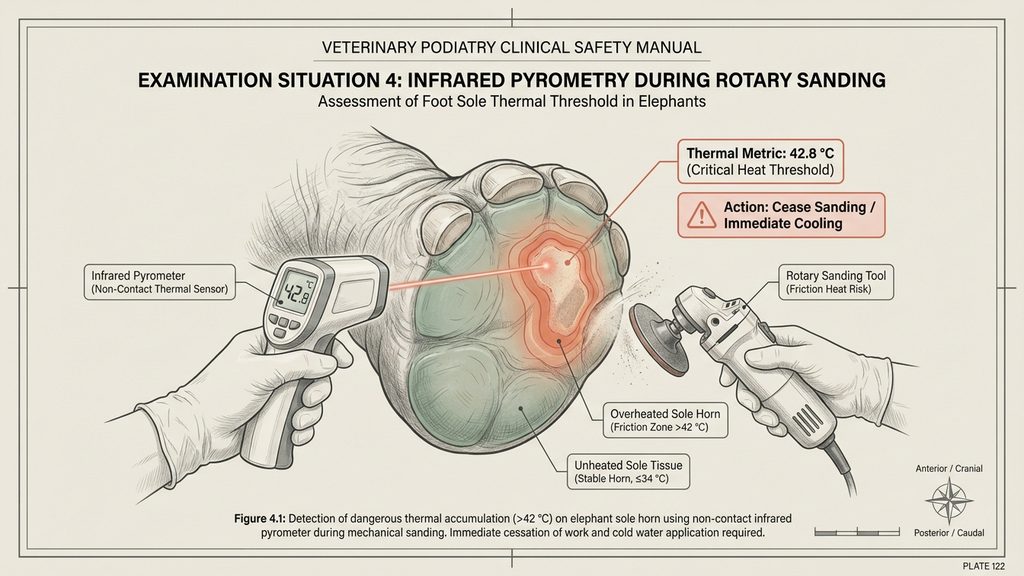 VETERINARY PODIATRY CLINICAL SAFETY MANUAL
EXAMINATION SITUATION 4: INFRARED PYROMETRY DURING ROTARY SANDING
Assessment of Foot Sole Thermal Threshold in Elephants
Thermal Metric: 42.8 °C
(Critical Heat Threshold)
Action: Cease Sanding /
Immediate Cooling
Infrared Pyrometer
(Non-Contact Thermal Sensor)
42.8 °C
Rotary Sanding Tool
(Friction Heat Risk)
Overheated Sole Horn
(Friction Zone >42 °C)
Unheated Sole Tissue
(Stable Horn, ≤34 °C)
Anterior / Cranial
Posterior / Caudal
Figure 4.1: Detection of dangerous thermal accumulation (>42 °C) on elephant sole horn using non-contact infrared
pyrometer during mechanical sanding. Immediate cessation of work and cold water application required.
PLATE 122